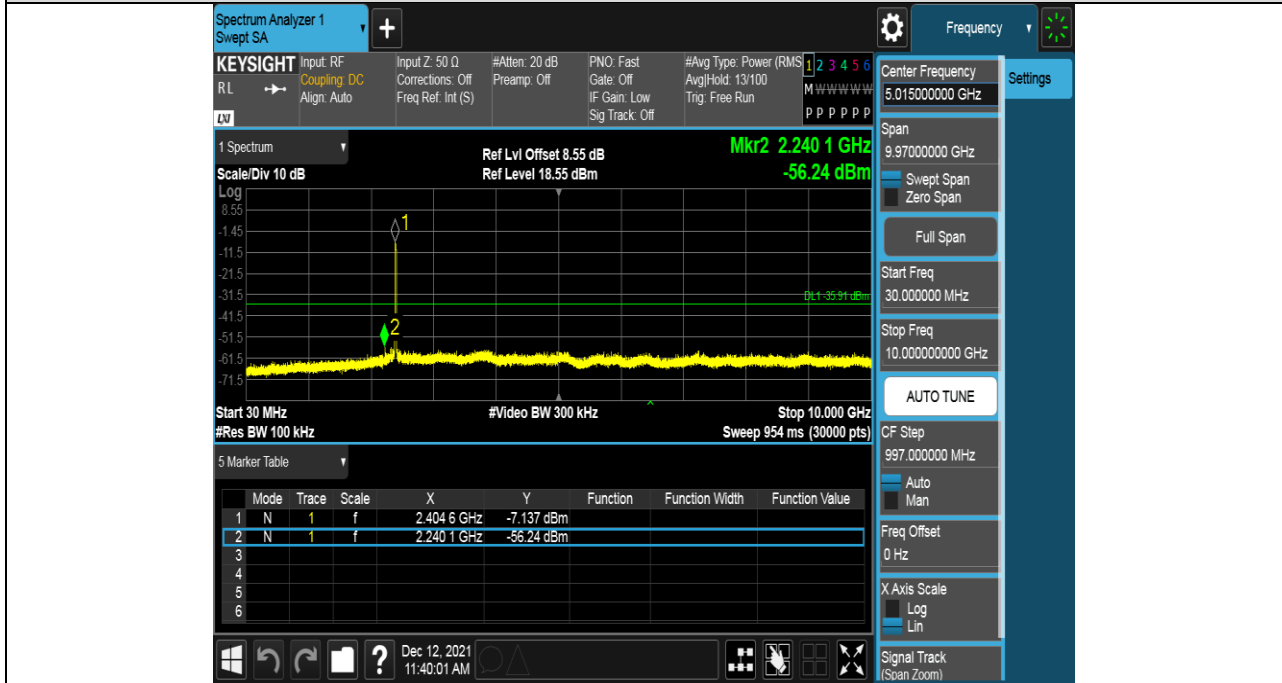 Spectrum Analyzer 1
Swept SA
+
Frequency
KEYSIGHT
RL
LXI
Input: RF
Coupling: DC
Align: Auto
Input Z: 50 Ω
Corrections: Off
Freq Ref: Int (S)
#Atten: 20 dB
Preamp: Off
PNO: Fast
Gate: Off
IF Gain: Low
Sig Track: Off
#Avg Type: Power (RMS
Avg|Hold: 13/100
Trig: Free Run
1 2 3 4 5 6
M W W W W W
P P P P P P
1 Spectrum
Scale/Div 10 dB
Ref Lvl Offset 8.55 dB
Ref Level 18.55 dBm
Mkr2 2.240 1 GHz
-56.24 dBm
Log
8.55
-1.45
-11.5
-21.5
-31.5
-41.5
-51.5
-61.5
-71.5
1
2
DL1 -35.91 dBm
Start 30 MHz
#Video BW 300 kHz
Stop 10.000 GHz
#Res BW 100 kHz
Sweep 954 ms (30000 pts)
5 Marker Table
Mode Trace Scale X Y Function Function Width Function Value
1 N 1 f 2.404 6 GHz -7.137 dBm
2 N 1 f 2.240 1 GHz -56.24 dBm
3
4
5
6
?
Dec 12, 2021
11:40:01 AM
Center Frequency
5.015000000 GHz
Span
9.97000000 GHz
Swept Span
Zero Span
Full Span
Start Freq
30.000000 MHz
Stop Freq
10.000000000 GHz
AUTO TUNE
CF Step
997.000000 MHz
Auto
Man
Freq Offset
0 Hz
X Axis Scale
Log
Lin
Signal Track
(Span Zoom)
Settings